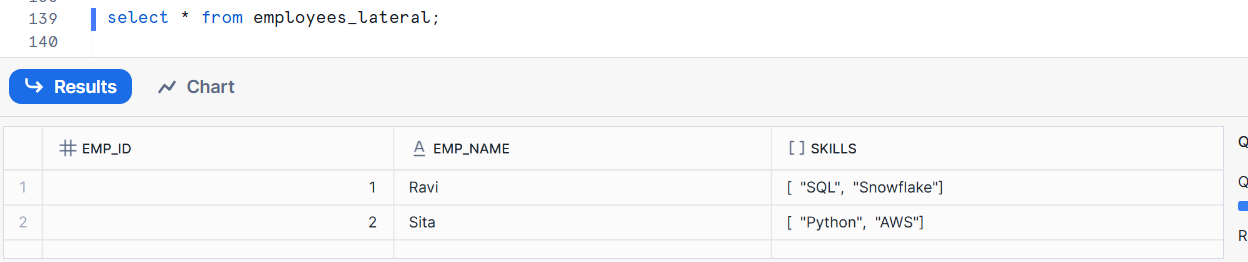 139 select * from employees_lateral;
140
Results Chart
EMP_ID EMP_NAME SKILLS
1 1 Ravi [ "SQL", "Snowflake"]
2 2 Sita [ "Python", "AWS"]